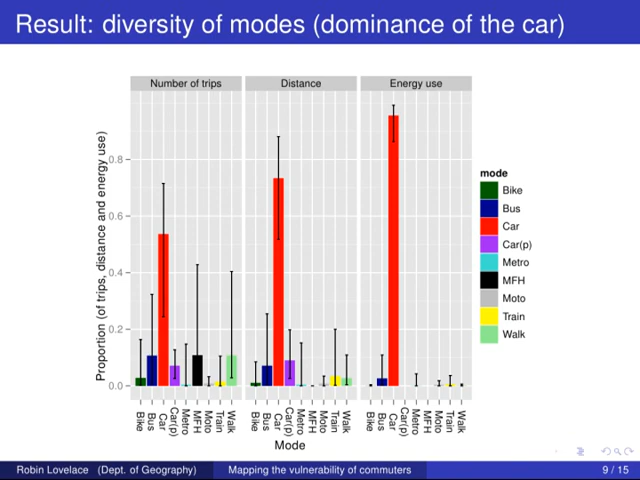 Result: diversity of modes (dominance of the car)
Number of trips
Distance
Energy use
Proportion (of trips, distance and energy use)
0.8
0.6
0.4
0.2
0.0
Bike
Bus
Car
Car(p)
Metro
MFH
Moto
Train
Walk
Bike
Bus
Car
Car(p)
Metro
MFH
Moto
Train
Walk
Bike
Bus
Car
Car(p)
Metro
MFH
Moto
Train
Walk
Mode
mode
Bike
Bus
Car
Car(p)
Metro
MFH
Moto
Train
Walk
Robin Lovelace (Dept. of Geography)
Mapping the vulnerability of commuters
9 / 15